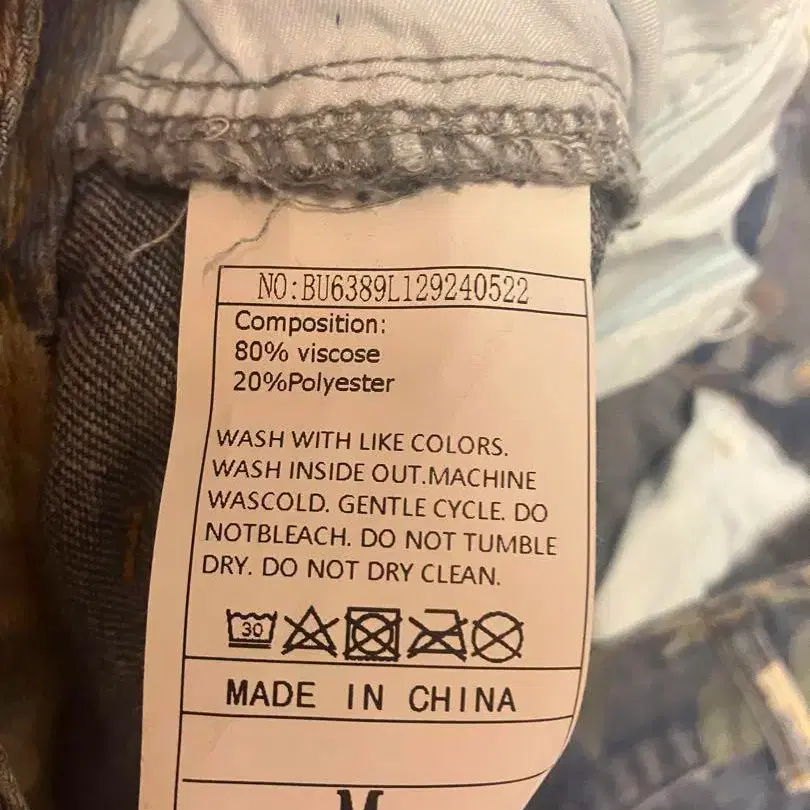 NO:BU6389L129240522
Composition:
80% viscose
20%Polyester
WASH WITH LIKE COLORS.
WASH INSIDE OUT.MACHINE
WASCOLD. GENTLE CYCLE. DO
NOTBLEACH. DO NOT TUMBLE
DRY. DO NOT DRY CLEAN.
30
MADE IN CHINA
M